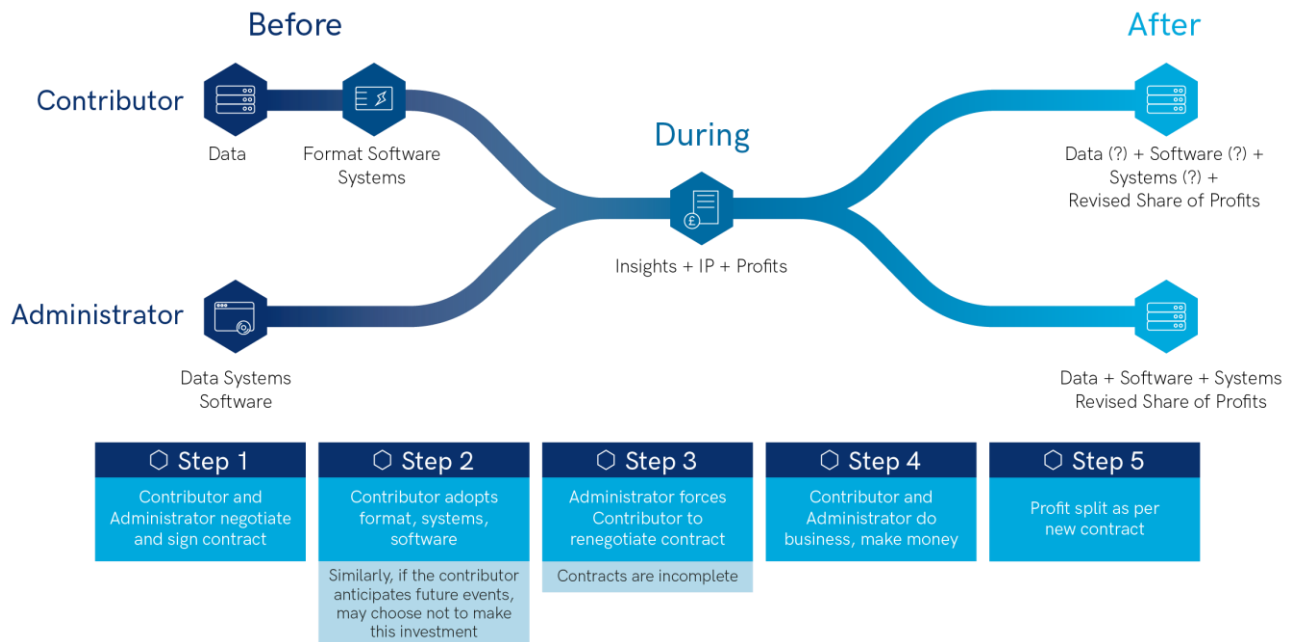 Before
After
Contributor
Data
Format Software
Systems
During
£
Insights + IP + Profits
Data (?) + Software (?) +
Systems (?) +
Revised Share of Profits
Administrator
Data Systems
Software
Data + Software + Systems
Revised Share of Profits
Step 1
Contributor and
Administrator negotiate
and sign contract
Step 2
Contributor adopts
format, systems,
software
Similarly, if the contributor
anticipates future events,
may choose not to make
this investment
Step 3
Administrator forces
Contributor to
renegotiate contract
Contracts are incomplete
Step 4
Contributor and
Administrator do
business, make money
Step 5
Profit split as per
new contract